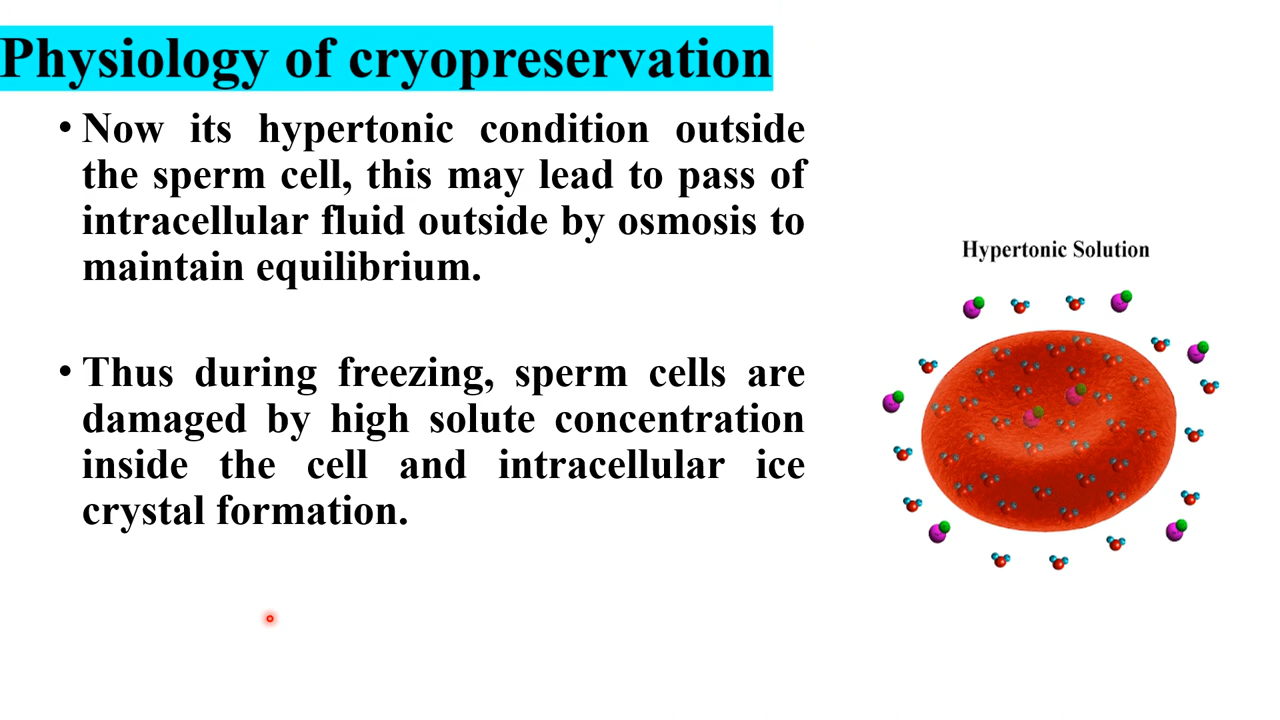 Physiology of cryopreservation
• Now its hypertonic condition outside
the sperm cell, this may lead to pass of
intracellular fluid outside by osmosis to
maintain equilibrium.
• Thus during freezing, sperm cells are
damaged by high solute concentration
inside the cell and intracellular ice
crystal formation.
Hypertonic Solution